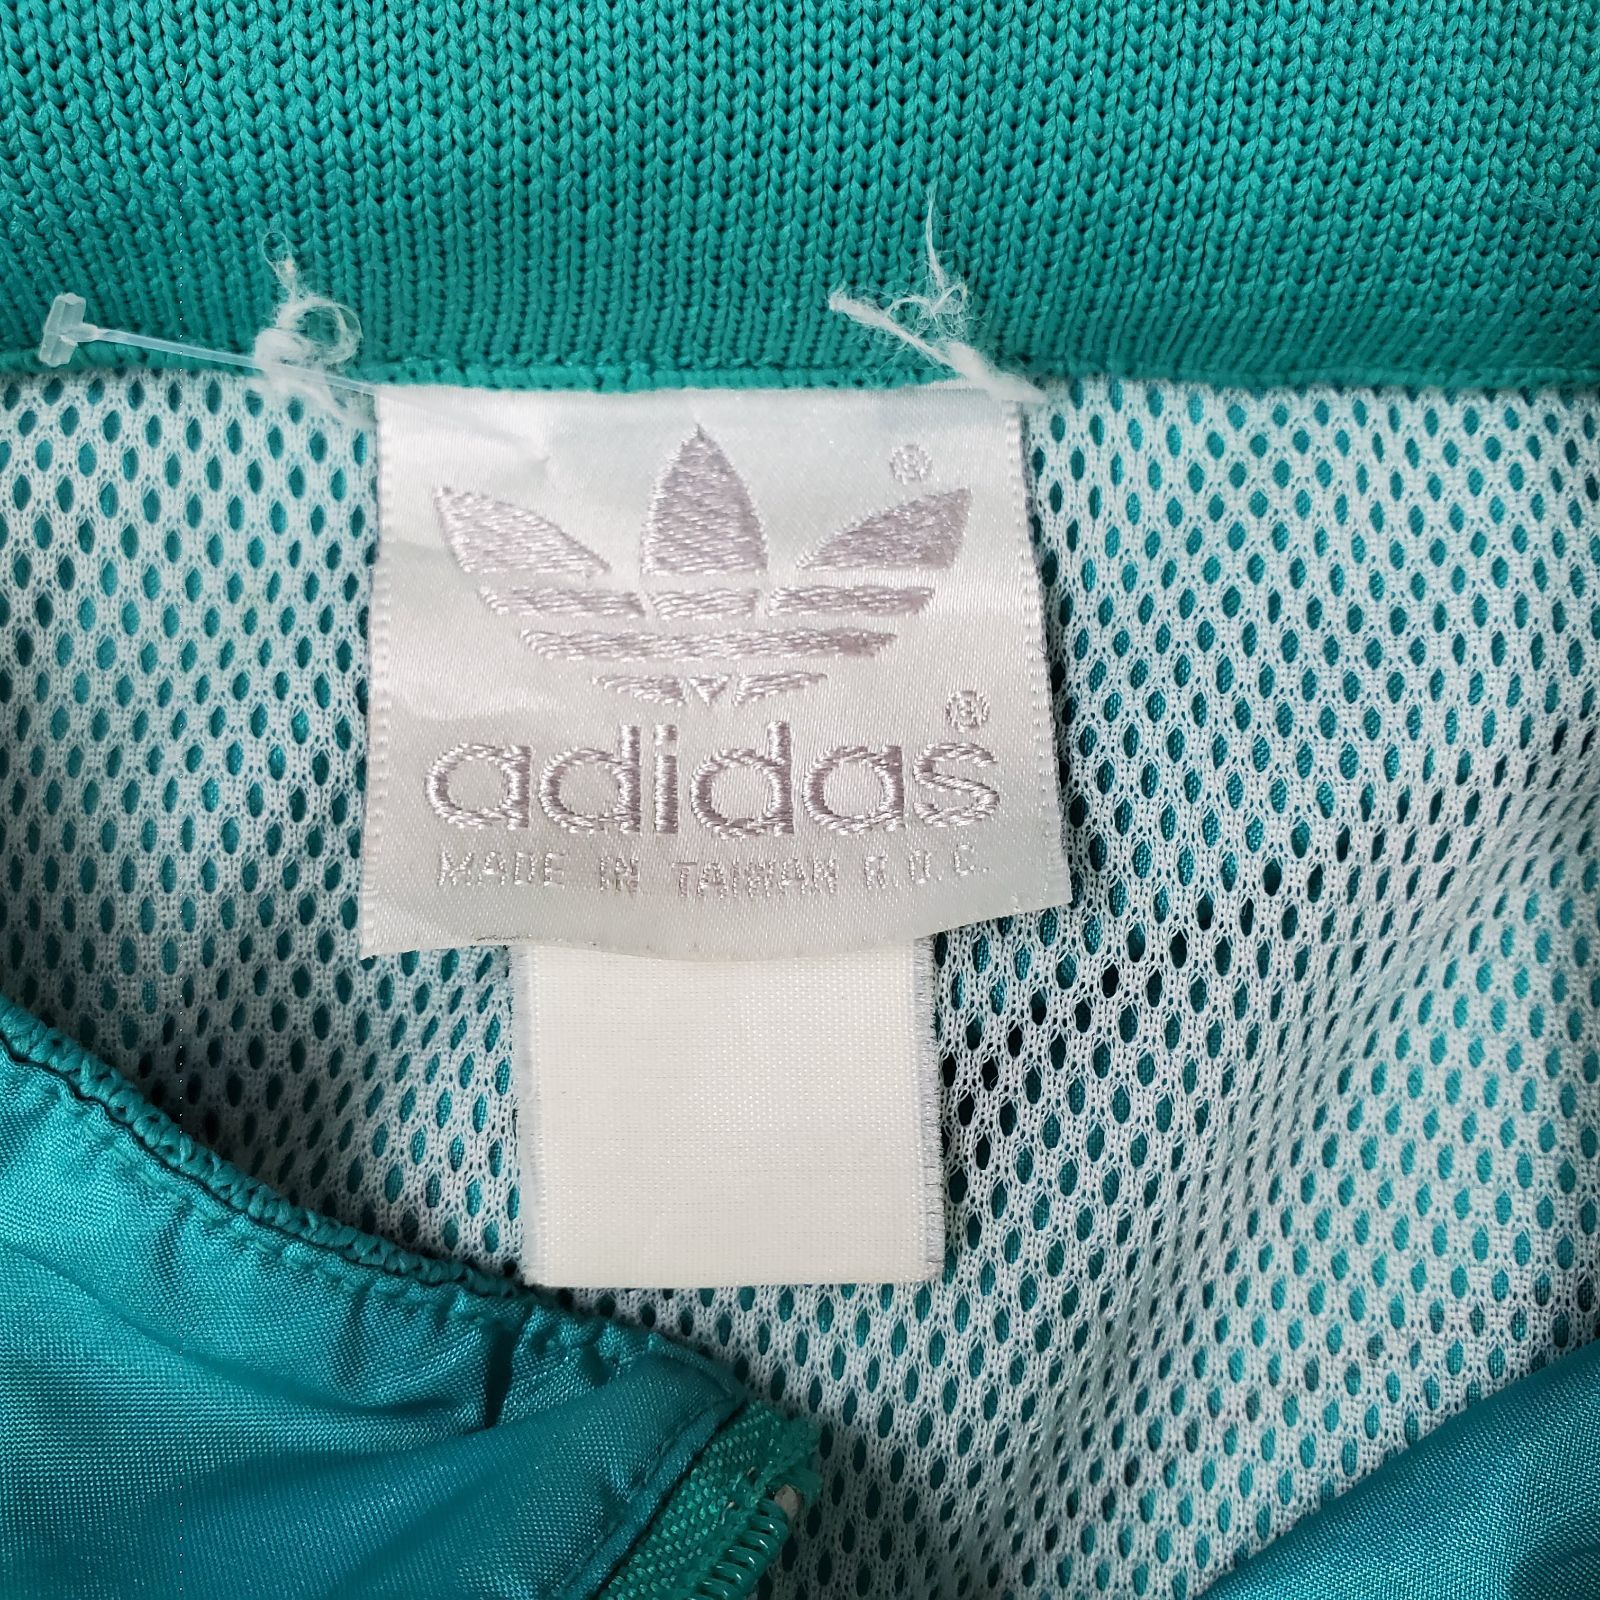 ®
adidas®
MADE IN TAIWAN R.O.C.